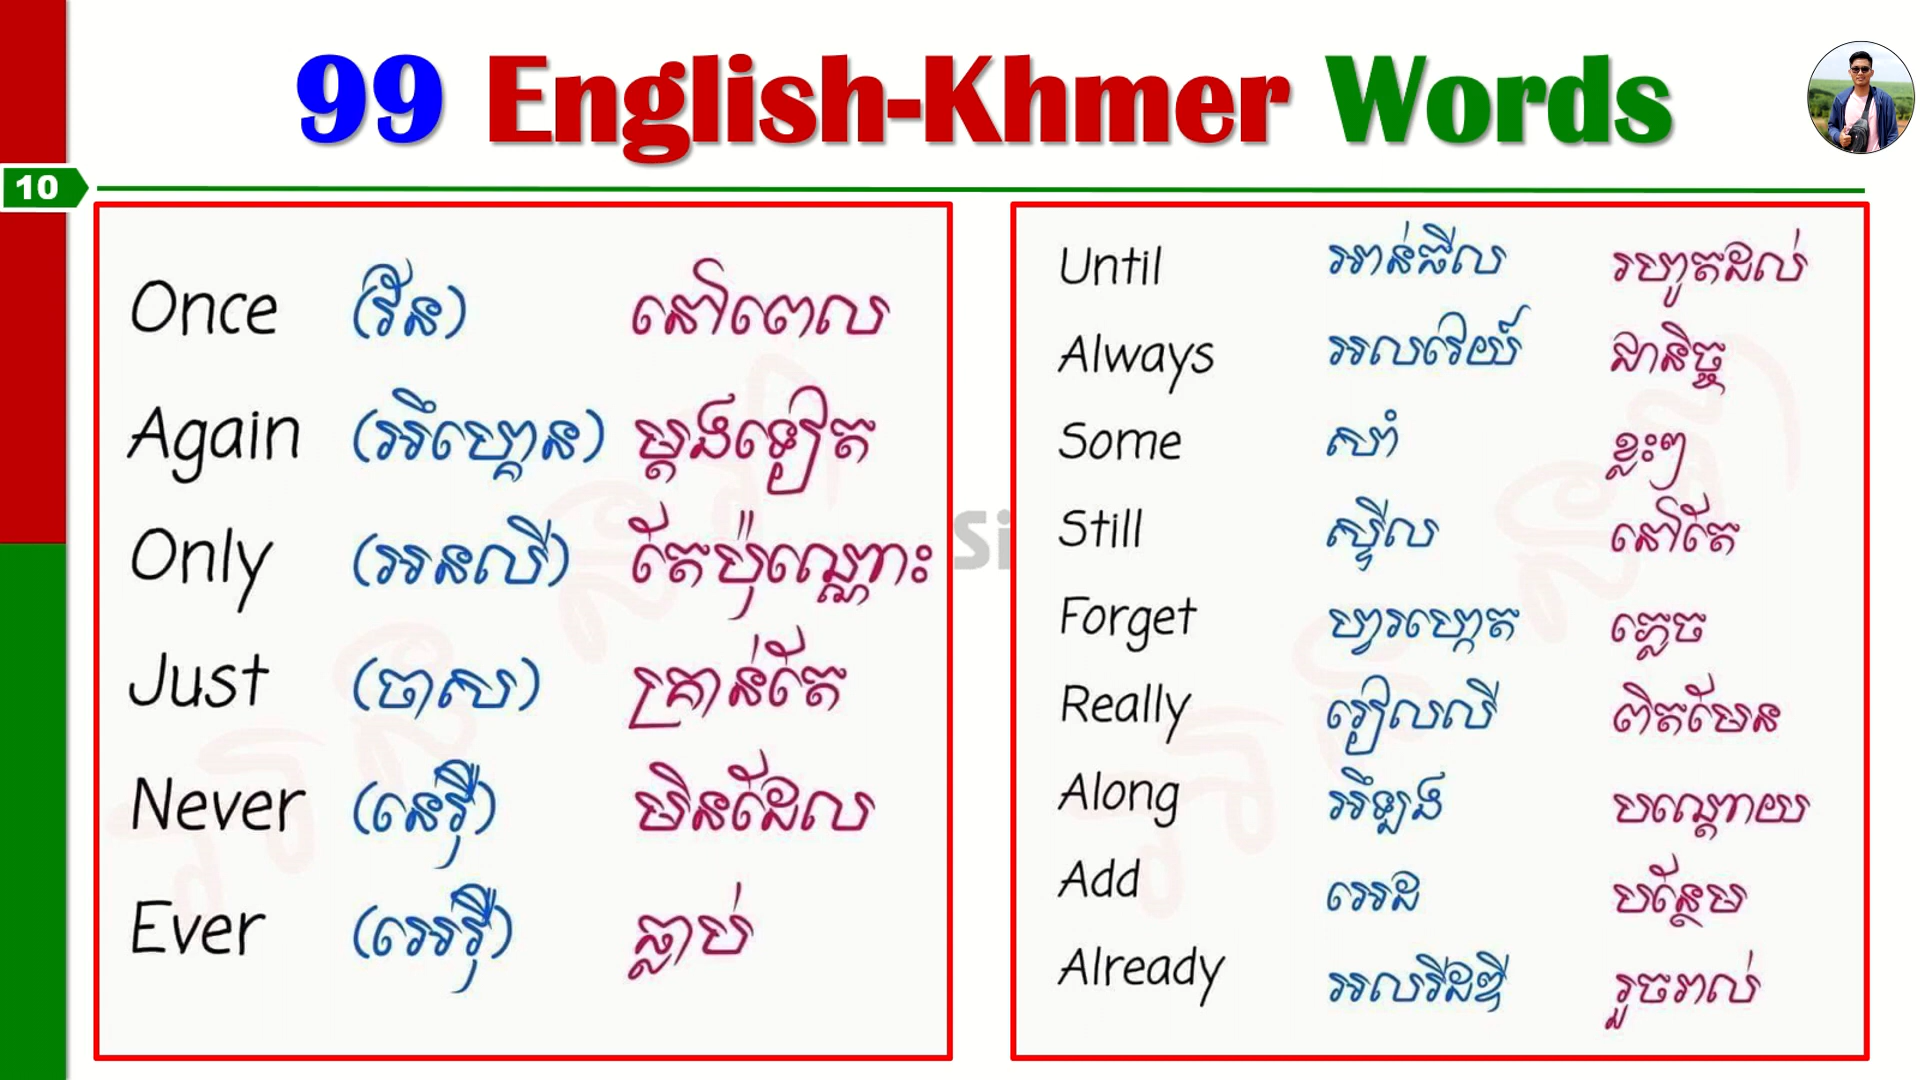 99 English-Khmer Words
10
Once (វ័ន) នៅពេល
Again (អឹហ្គេន) ម្ដងទៀត
Only (អនលី) តែប៉ុណ្ណោះ
Just (ចាស) គ្រាន់តែ
Never (នេវ៉ឺ) មិនដែល
Ever (អេវ៉ឺ) ធ្លាប់
Si
Until អាន់ធីល រហូតដល់
Always អលវេយ៍ ជានិច្ច
Some សាំ ខ្លះៗ
Still ស្ទីល នៅតែ
Forget ហ្វរហ្គេត ភ្លេច
Really រៀលលី ពិតមែន
Along អឹឡង បណ្ដោយ
Add អេដ បន្ថែម
Already អលរីដឌី រួចរាល់